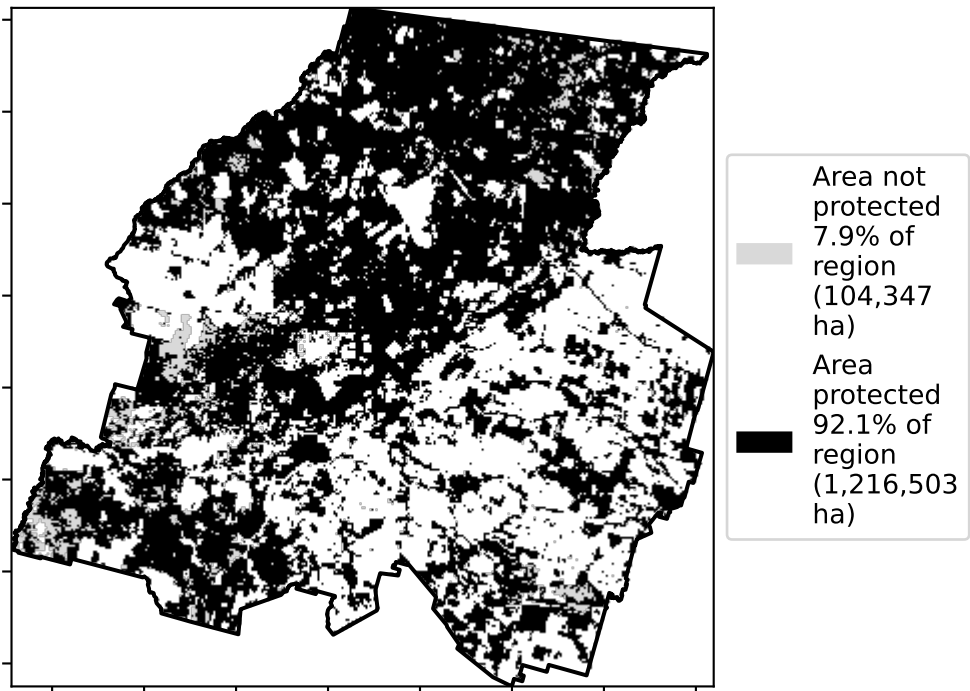 Area not
protected
7.9% of
region
(104,347
ha)
Area
protected
92.1% of
region
(1,216,503
ha)